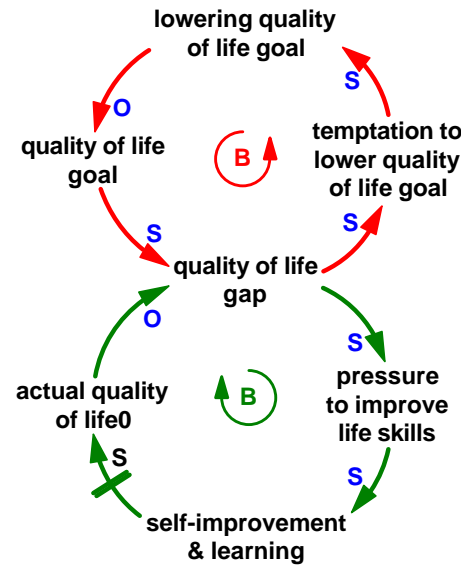 lowering quality
of life goal
S
O
temptation to
lower quality
of life goal
quality of life
goal
B
S
S
quality of life
gap
O
S
actual quality
of life0
B
pressure
to improve
life skills
S
S
self-improvement
& learning